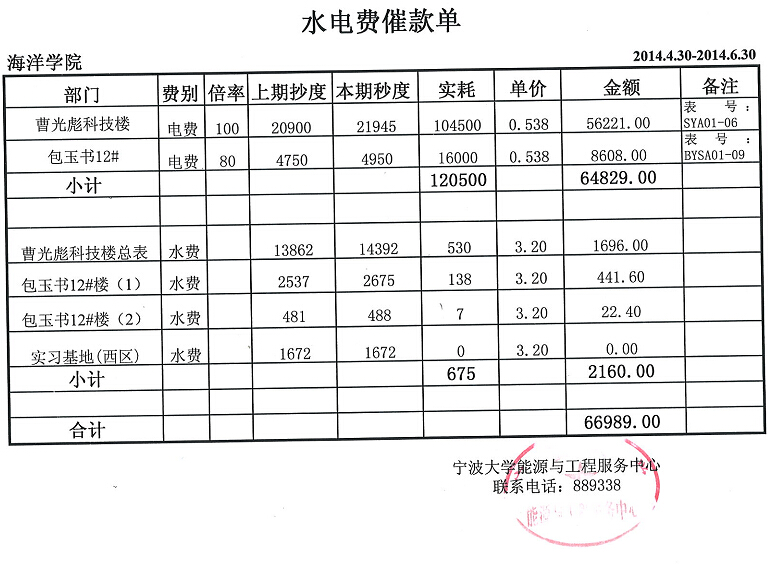 水电费催款单
海洋学院 2014.4.30-2014.6.30
部门 费别 倍率 上期抄度 本期秒度 实耗 单价 金额 备注
曹光彪科技楼 电费 100 20900 21945 104500 0.538 56221.00 表号：SYA01-06
包玉书12# 电费 80 4750 4950 16000 0.538 8608.00 表号：BYSA01-09
小计 120500 64829.00
曹光彪科技楼总表 水费 13862 14392 530 3.20 1696.00
包玉书12#楼（1） 水费 2537 2675 138 3.20 441.60
包玉书12#楼（2） 水费 481 488 7 3.20 22.40
实习基地(西区) 水费 1672 1672 0 3.20 0.00
小计 675 2160.00
合计 66989.00
宁波大学能源与工程服务中心
联系电话：889338